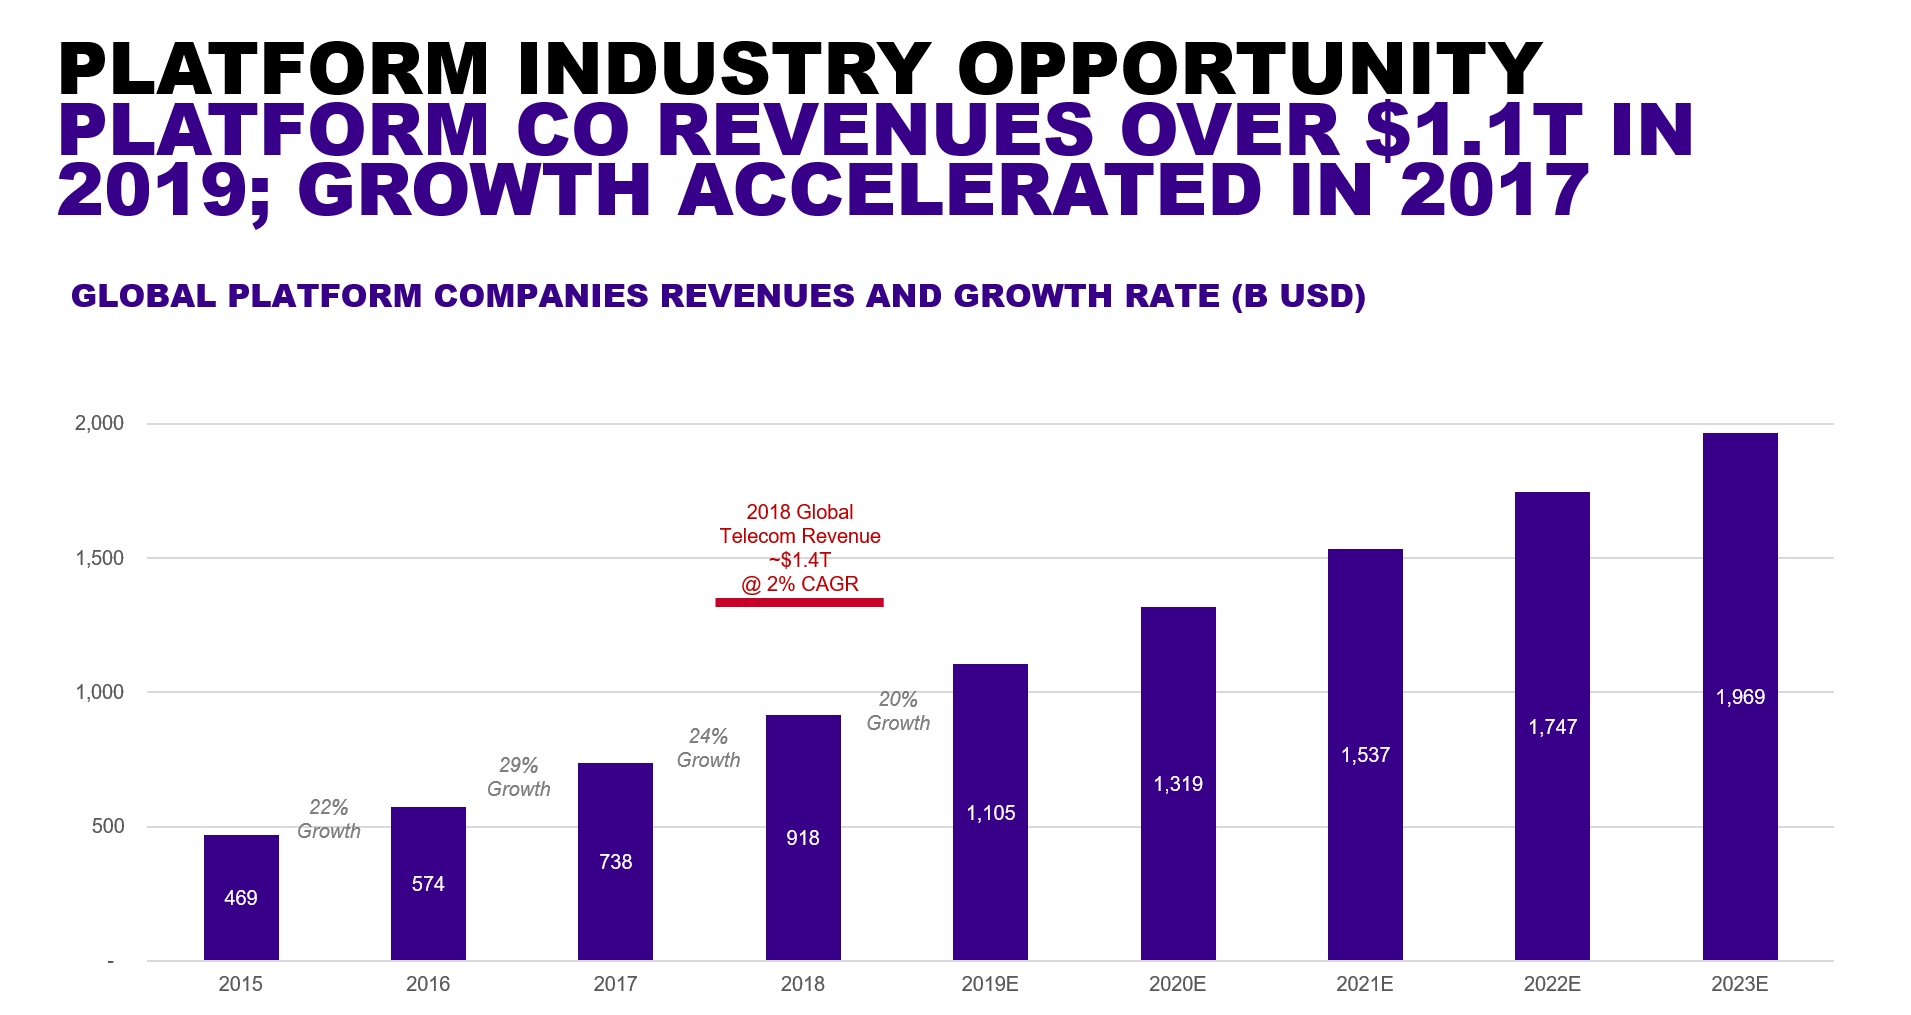 PLATFORM INDUSTRY OPPORTUNITY
PLATFORM CO REVENUES OVER $1.1T IN
2019; GROWTH ACCELERATED IN 2017
GLOBAL PLATFORM COMPANIES REVENUES AND GROWTH RATE (B USD)
2,000
1,500
1,000
500
-
2018 Global
Telecom Revenue
~$1.4T
@ 2% CAGR
22%
Growth
29%
Growth
24%
Growth
20%
Growth
469
574
738
918
1,105
1,319
1,537
1,747
1,969
2015
2016
2017
2018
2019E
2020E
2021E
2022E
2023E